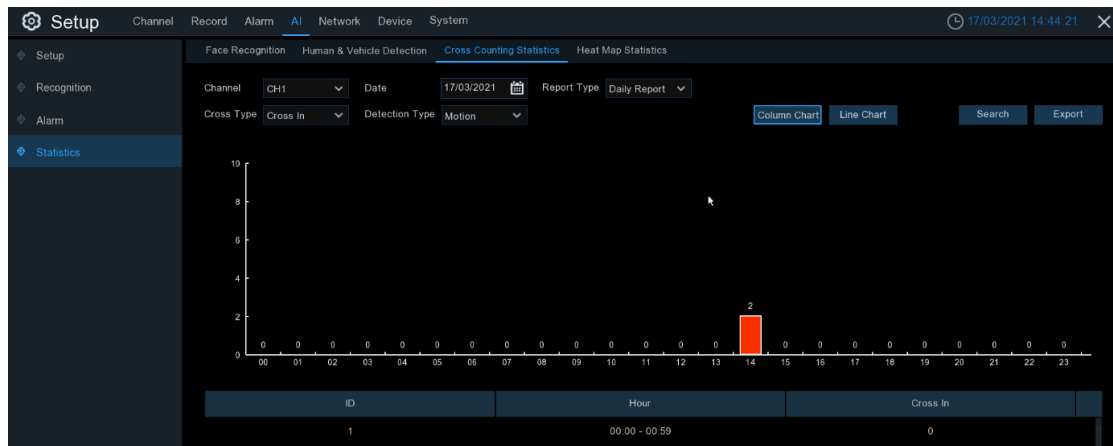 Setup Channel Record Alarm AI Network Device System 17/03/2021 14:44:21
Setup
Recognition
Alarm
Statistics
Face Recognition Human & Vehicle Detection Cross Counting Statistics Heat Map Statistics
Channel CH1 Date 17/03/2021 Report Type Daily Report
Cross Type Cross In Detection Type Motion Column Chart Line Chart Search Export
10
8
6
4
2
0
2
0 0 0 0 0 0 0 0 0 0 0 0 0 0 0 0 0 0 0 0 0 0 0
00 01 02 03 04 05 06 07 08 09 10 11 12 13 14 15 16 17 18 19 20 21 22 23
ID Hour Cross In
1 00:00 - 00:59 0